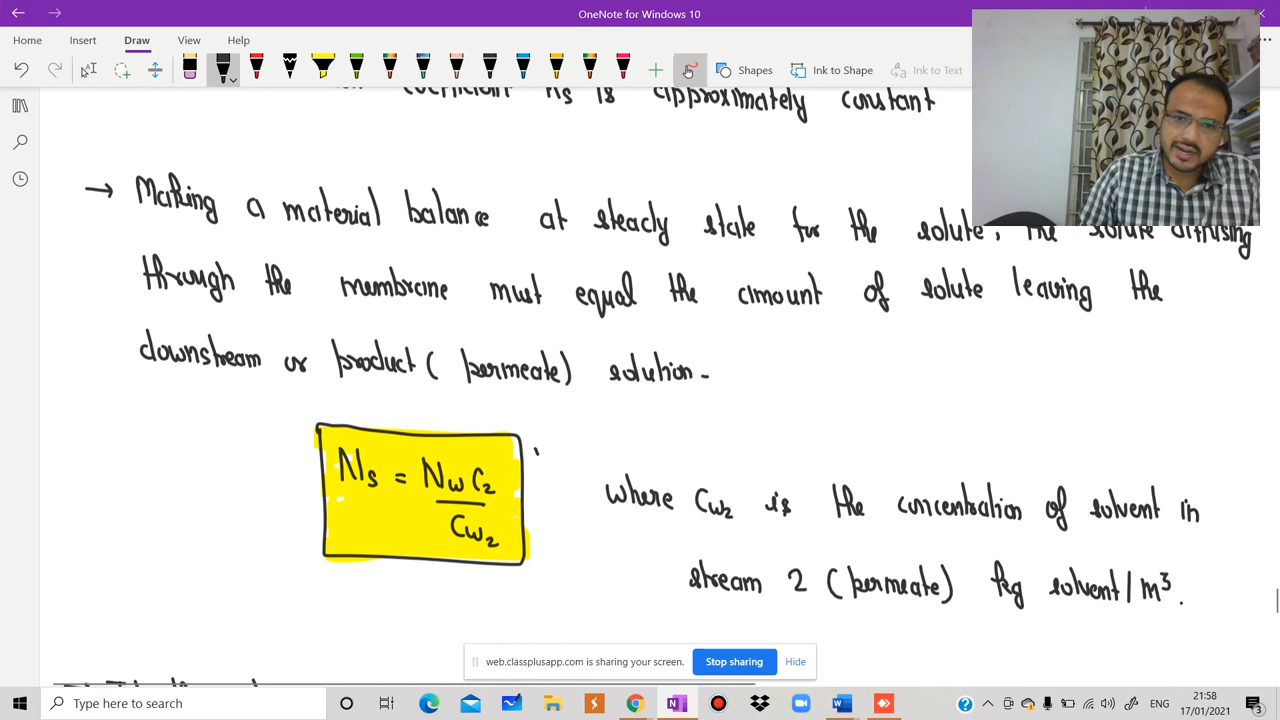 OneNote for Windows 10
Home Insert Draw View Help
Shapes Ink to Shape Ink to Text
coefficient Ns is approximately constant
→ Making a material balance at steady state for the solute, the solute diffusing
through the membrane must equal the amount of solute leaving the
downstream or product (permeate) solution.
Ns = Nw C2
Cw2
where Cw2 is the concentration of solvent in
stream 2 (permeate) kg solvent/m³.
web.classplusapp.com is sharing your screen. Stop sharing Hide
Type here to search
ENG
21:58
17/01/2021
3